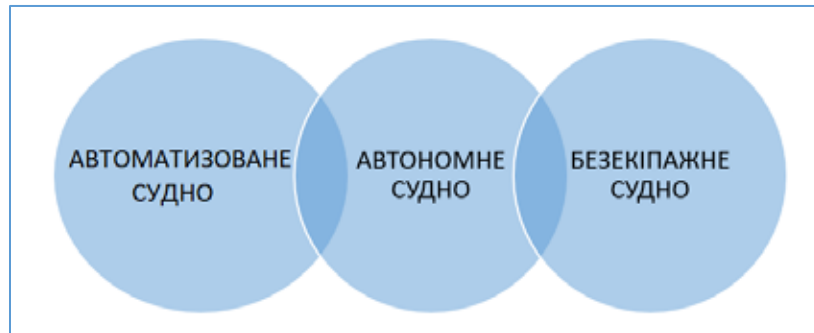 АВТОМАТИЗОВАНЕ
СУДНО
АВТОНОМНЕ
СУДНО
БЕЗЕКІПАЖНЕ
СУДНО